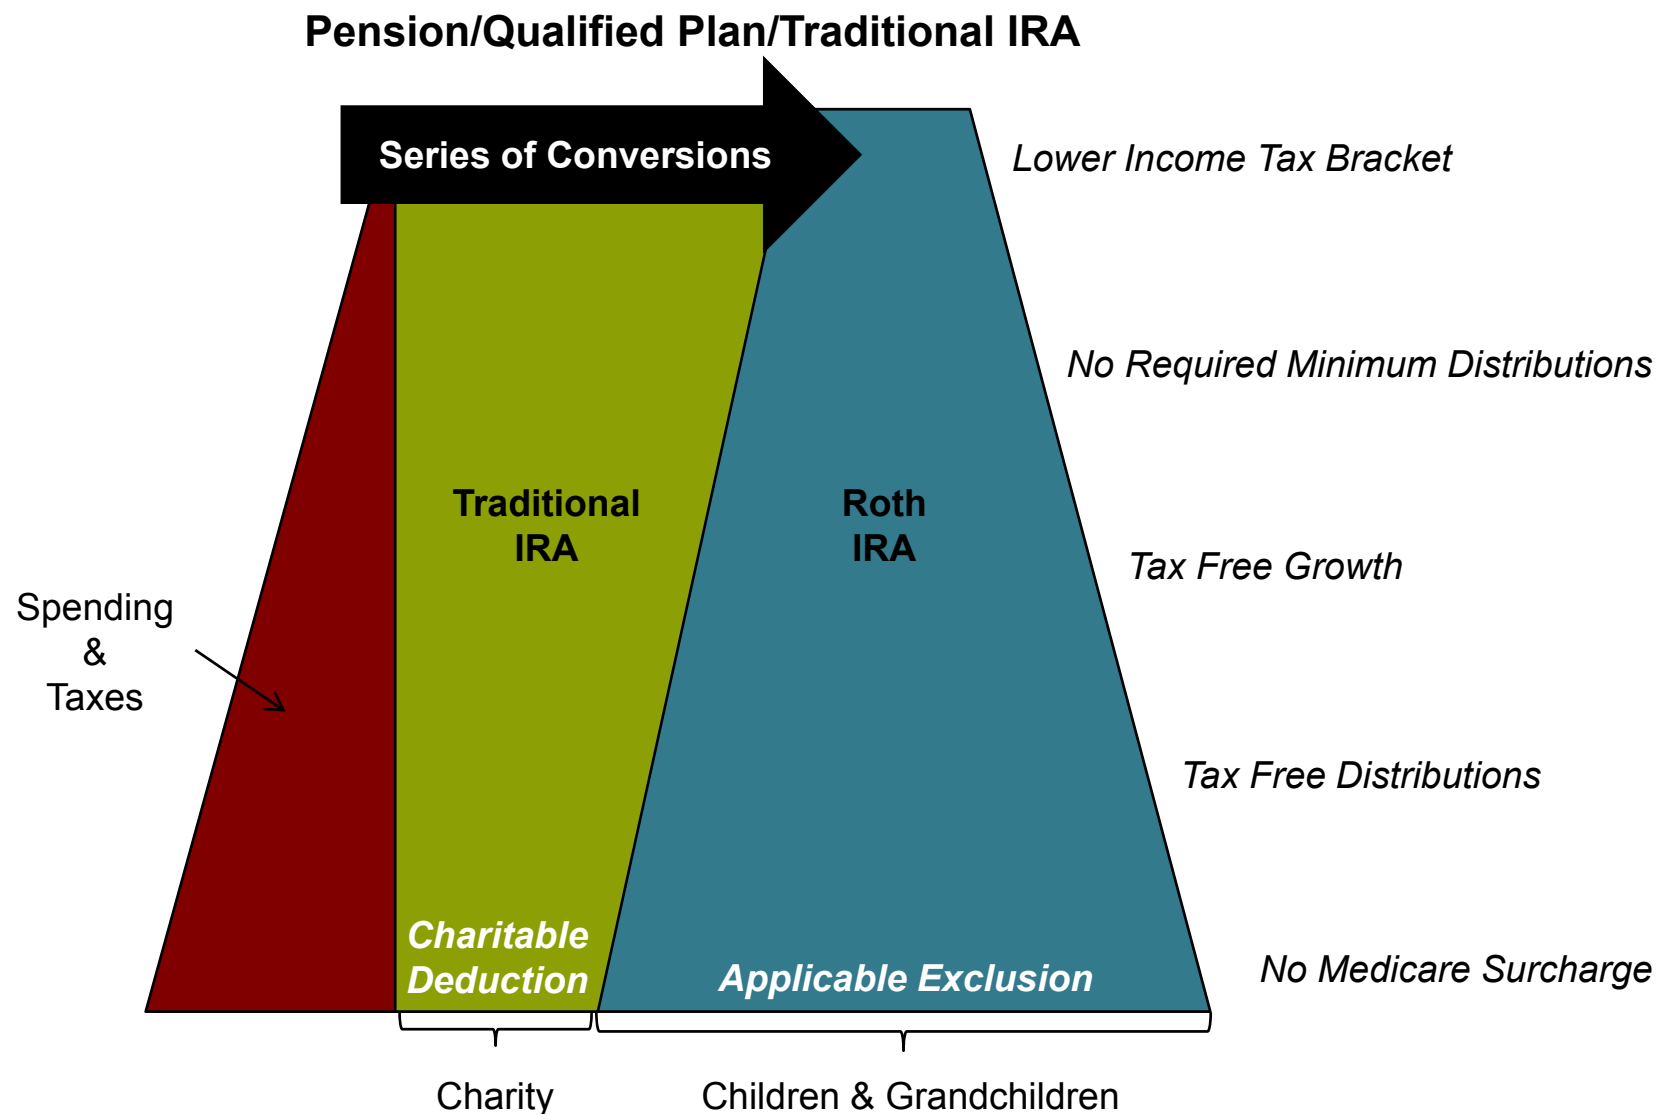 Pension/Qualified Plan/Traditional IRA
Series of Conversions
Lower Income Tax Bracket
No Required Minimum Distributions
Traditional
IRA
Roth
IRA
Tax Free Growth
Spending
&
Taxes
Tax Free Distributions
Charitable
Deduction
Applicable Exclusion
No Medicare Surcharge
Charity
Children & Grandchildren